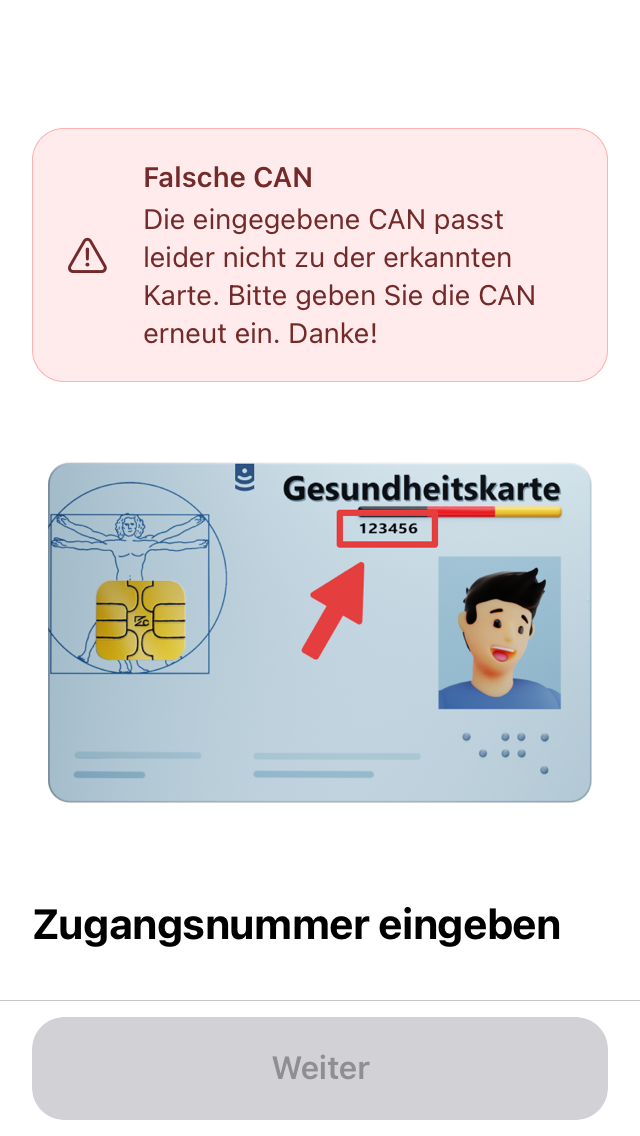 Falsche CAN
Die eingegebene CAN passt
leider nicht zu der erkannten
Karte. Bitte geben Sie die CAN
erneut ein. Danke!
Gesundheitskarte
123456
Zugangsnummer eingeben
Weiter